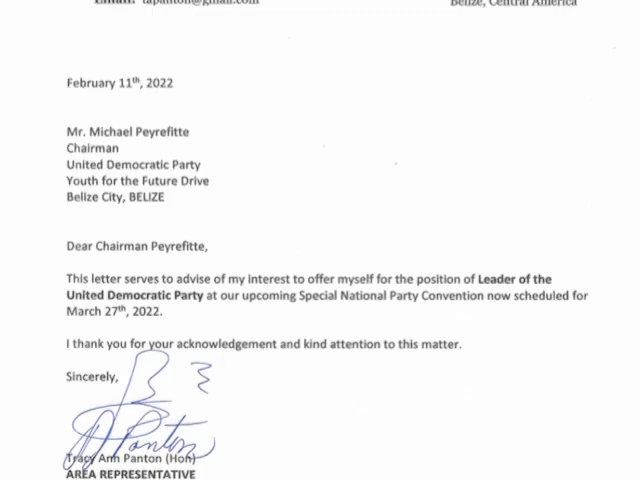 Belize, Central America
February 11th, 2022
Mr. Michael Peyrefitte
Chairman
United Democratic Party
Youth for the Future Drive
Belize City, BELIZE
Dear Chairman Peyrefitte,
This letter serves to advise of my interest to offer myself for the position of Leader of the
United Democratic Party at our upcoming Special National Party Convention now scheduled for
March 27th, 2022.
I thank you for your acknowledgement and kind attention to this matter.
Sincerely,
Panton
Tracy Ann Panton (Hon)
AREA REPRESENTATIVE